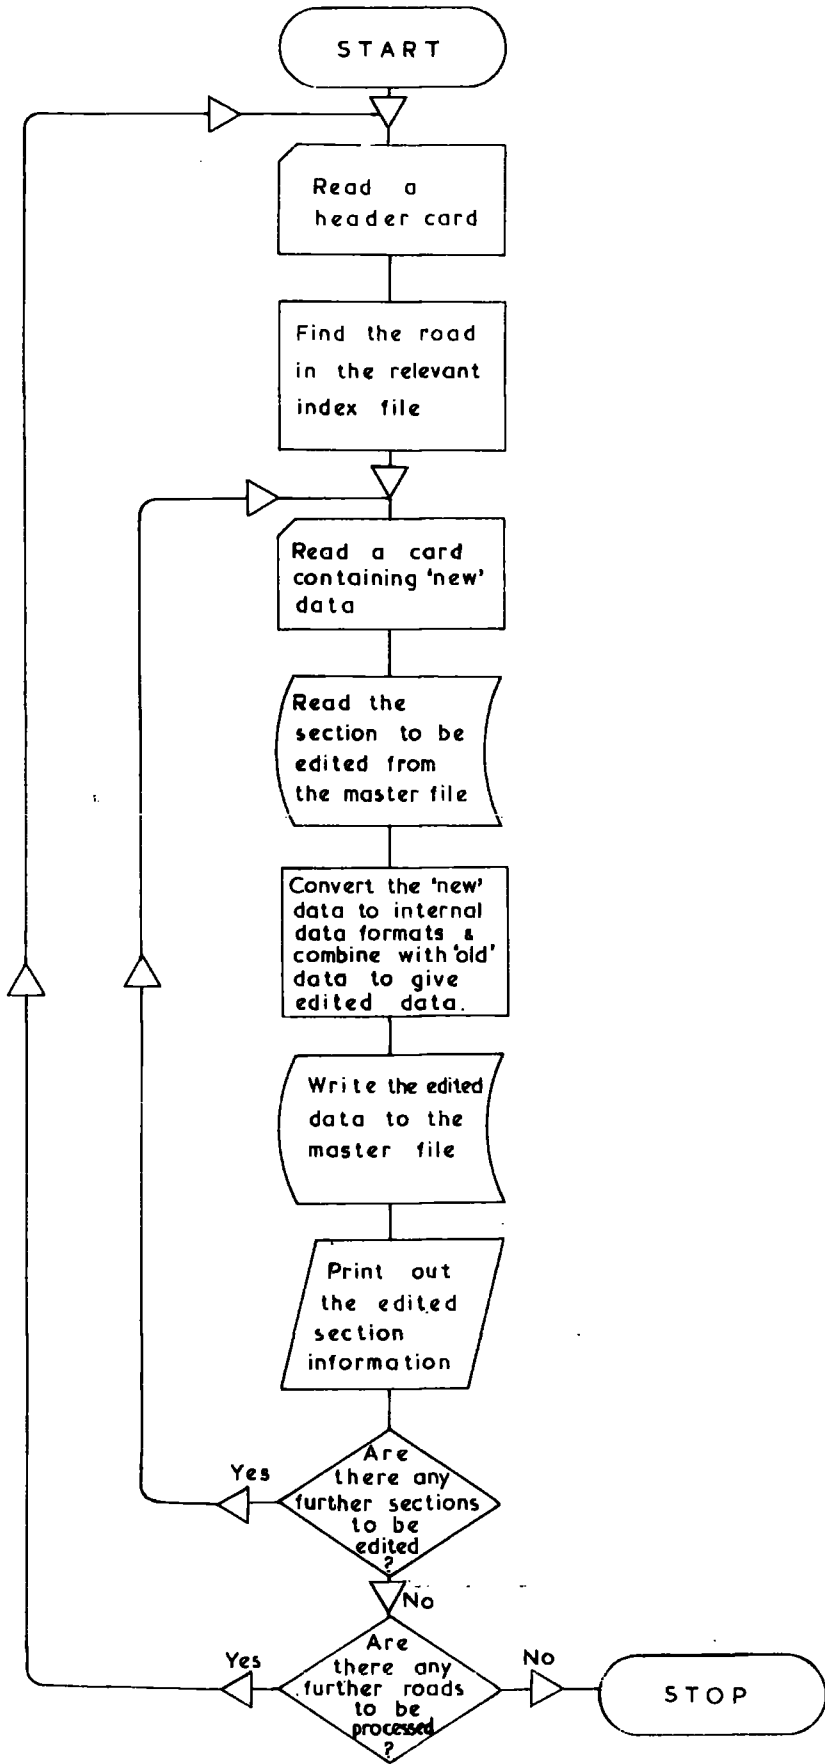 START
Read a
header card
Find the road
in the relevant
index file
Read a card
containing 'new'
data
Read the
section to be
edited from
the master file
Convert the 'new'
data to internal
data formats &
combine with 'old'
data to give
edited data.
Write the edited
data to the
master file
Print out
the edited
section
information
Are
there any
further sections
to be
edited
?
Yes
No
Are
there any
further roads
to be
processed
?
Yes
No
STOP